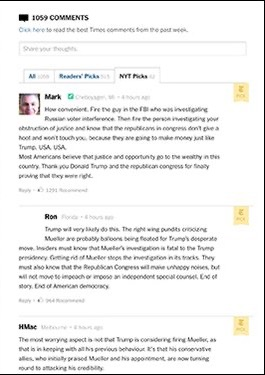 1059 COMMENTS
Click here to read the best Times comments from the past week.
Share your thoughts.
All 1059 Readers' Picks NYT Picks
Mark Cheboygan, MI • 4 hours ago
How convenient. Fire the guy in the FBI who was investigating
Russian voter interference. Then fire the person investigating your
obstruction of justice and know that the republicans in congress don't give a
hoot and won't touch you, because they are going to make money just like
Trump, USA, USA.
Most Americans believe that justice and opportunity go to the wealthy in this
country. Thank you Donald Trump and the republican congress for finally
proving that they were right.
Reply 1291 Recommend
NYT PICK
Ron Florida • 4 hours ago
Trump will very likely do this. The right wing pundits criticizing
Mueller are probably baloons being floated for Trump's desperate
move. Insiders must know that Mueller's investigation is fatal to the Trump
presidency. Getting rid of Mueller stops the investigation in its tracks. They
must also know that the Republican Congress will make unhappy noises, but
will not move to impeach or impose an independent special counsel. End of
story. End of American democracy.
Reply 964 Recommend
PICK
HMac Melbourne • 4 hours ago
The most warrying aspect is not that Trump is considering firing Mueller, as
that is in keeping with all his previous behaviour. It's that his conservative
allies, who initially praised Mueller and his appointment, are now turning
round to attacking his credibility.
PICK